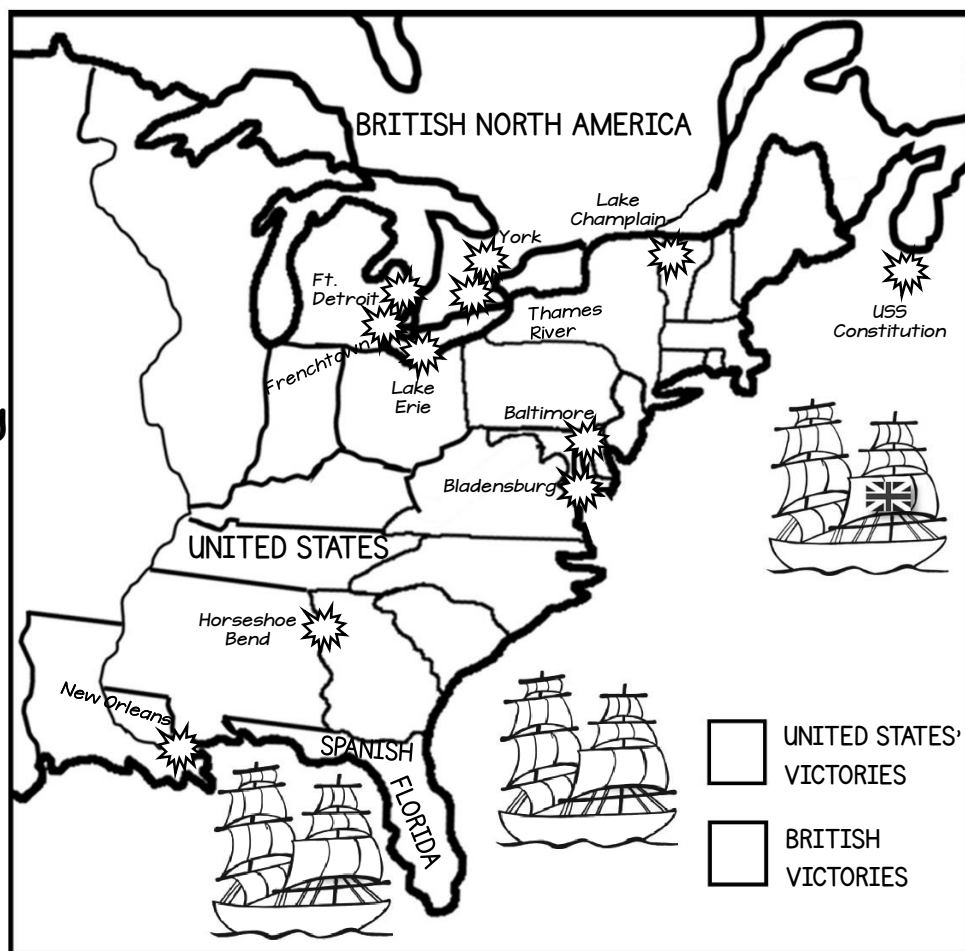 BRITISH NORTH AMERICA
Lake
Champlain
York
Ft.
Detroit
Thames
River
USS
Constitution
Frenchtown
Lake
Erie
Baltimore
Bladensburg
UNITED STATES
Horseshoe
Bend
New Orleans
SPANISH
FLORIDA
UNITED STATES'
VICTORIES
BRITISH
VICTORIES